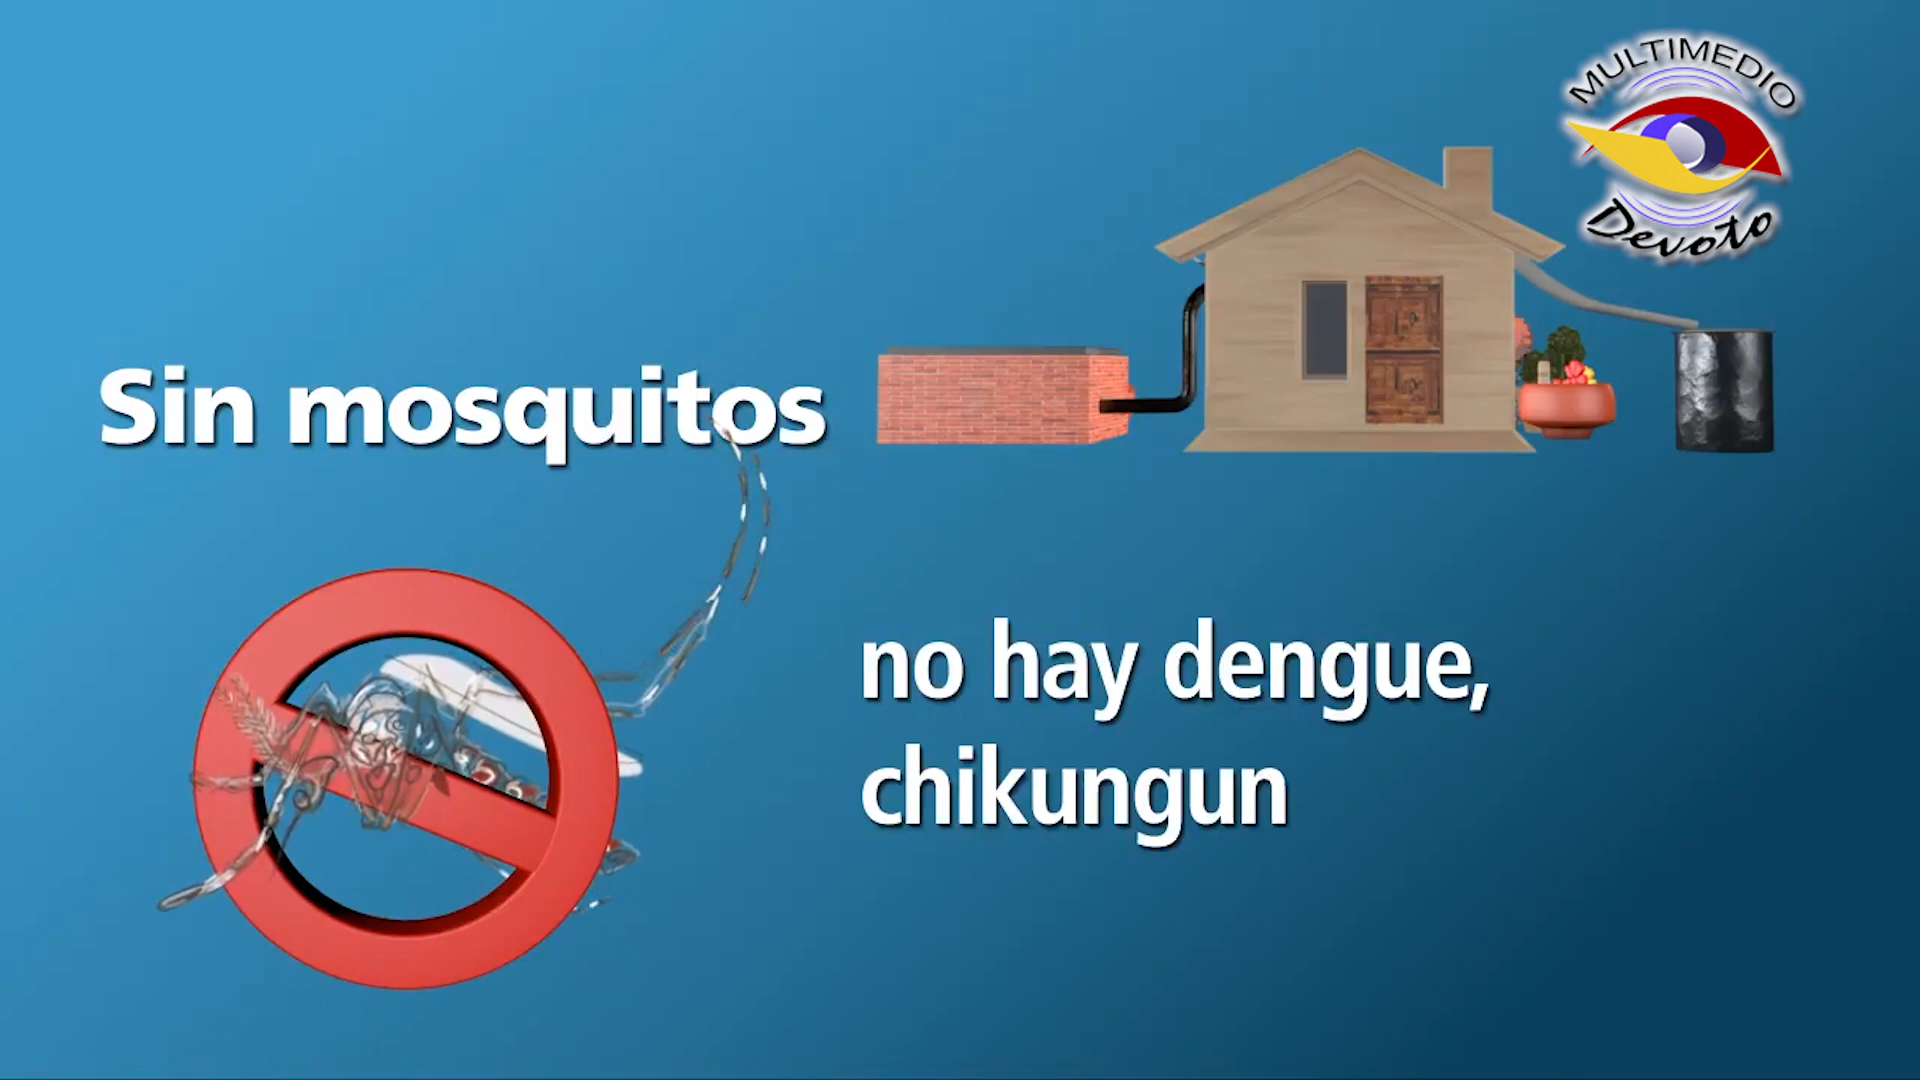 MULTIMEDIO
Devoto
Sin mosquitos
no hay dengue,
chikungun